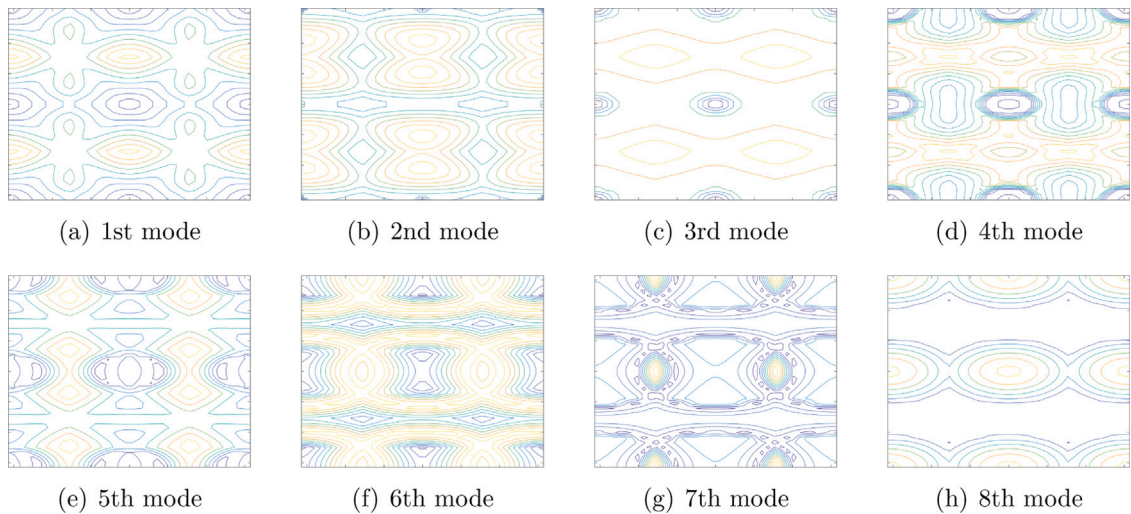 (a) 1st mode
(b) 2nd mode
(c) 3rd mode
(d) 4th mode
(e) 5th mode
(f) 6th mode
(g) 7th mode
(h) 8th mode